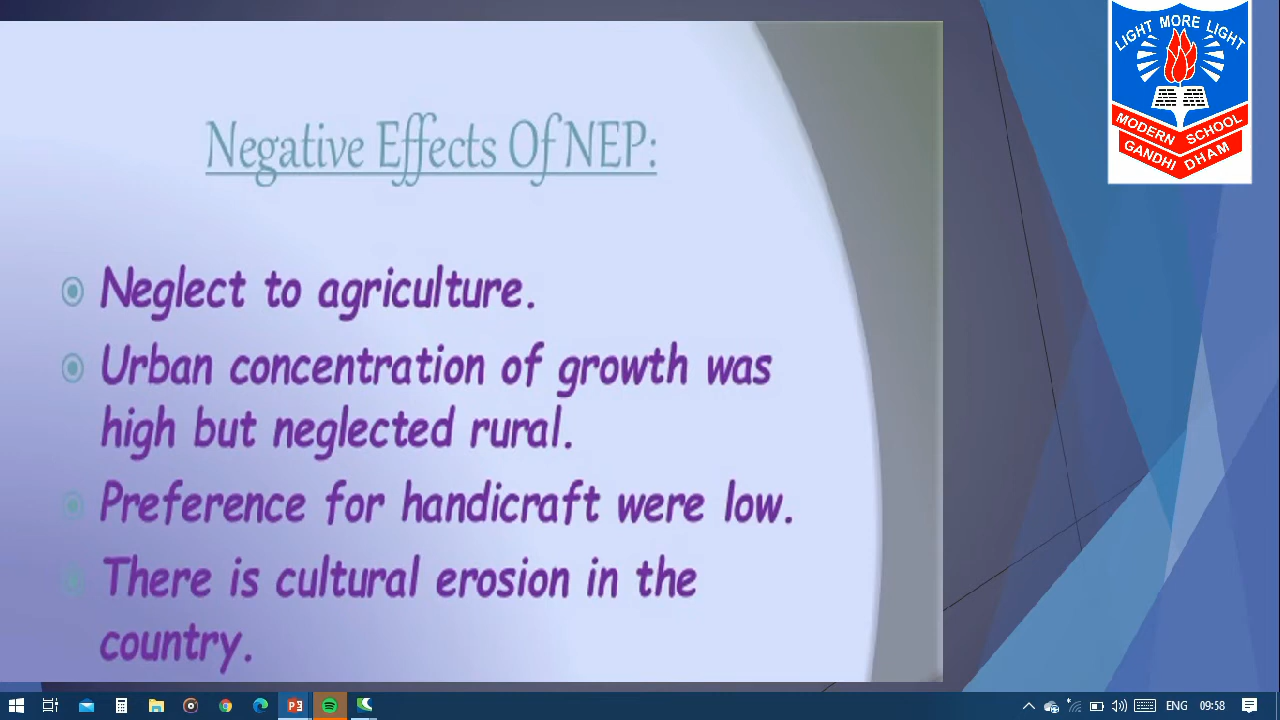 LIGHT MORE LIGHT
MODERN SCHOOL
GANDHI DHAM
Negative Effects Of NEP:
Neglect to agriculture.
Urban concentration of growth was
high but neglected rural.
Preference for handicraft were low.
There is cultural erosion in the
country.
ENG
09:58